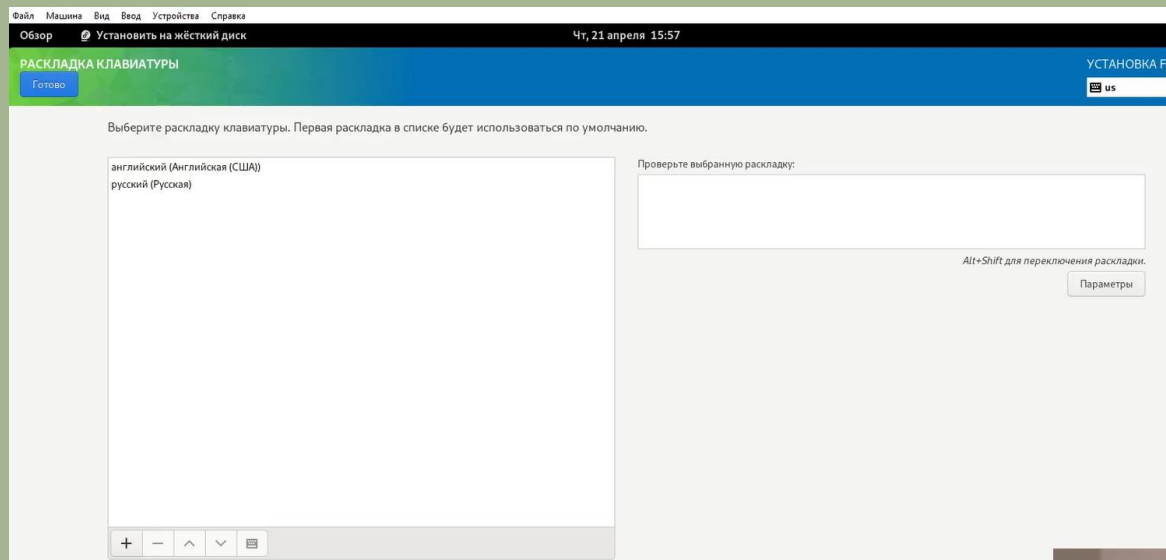 Файл Машина Вид Ввод Устройства Справка
Обзор Установить на жёсткий диск Чт, 21 апреля 15:57
РАСКЛАДКА КЛАВИАТУРЫ УСТАНОВКА F
Готово
us
Выберите раскладку клавиатуры. Первая раскладка в списке будет использоваться по умолчанию.
английский (Английская (США))
русский (Русская)
Проверьте выбранную раскладку:
Alt+Shift для переключения раскладки.
Параметры